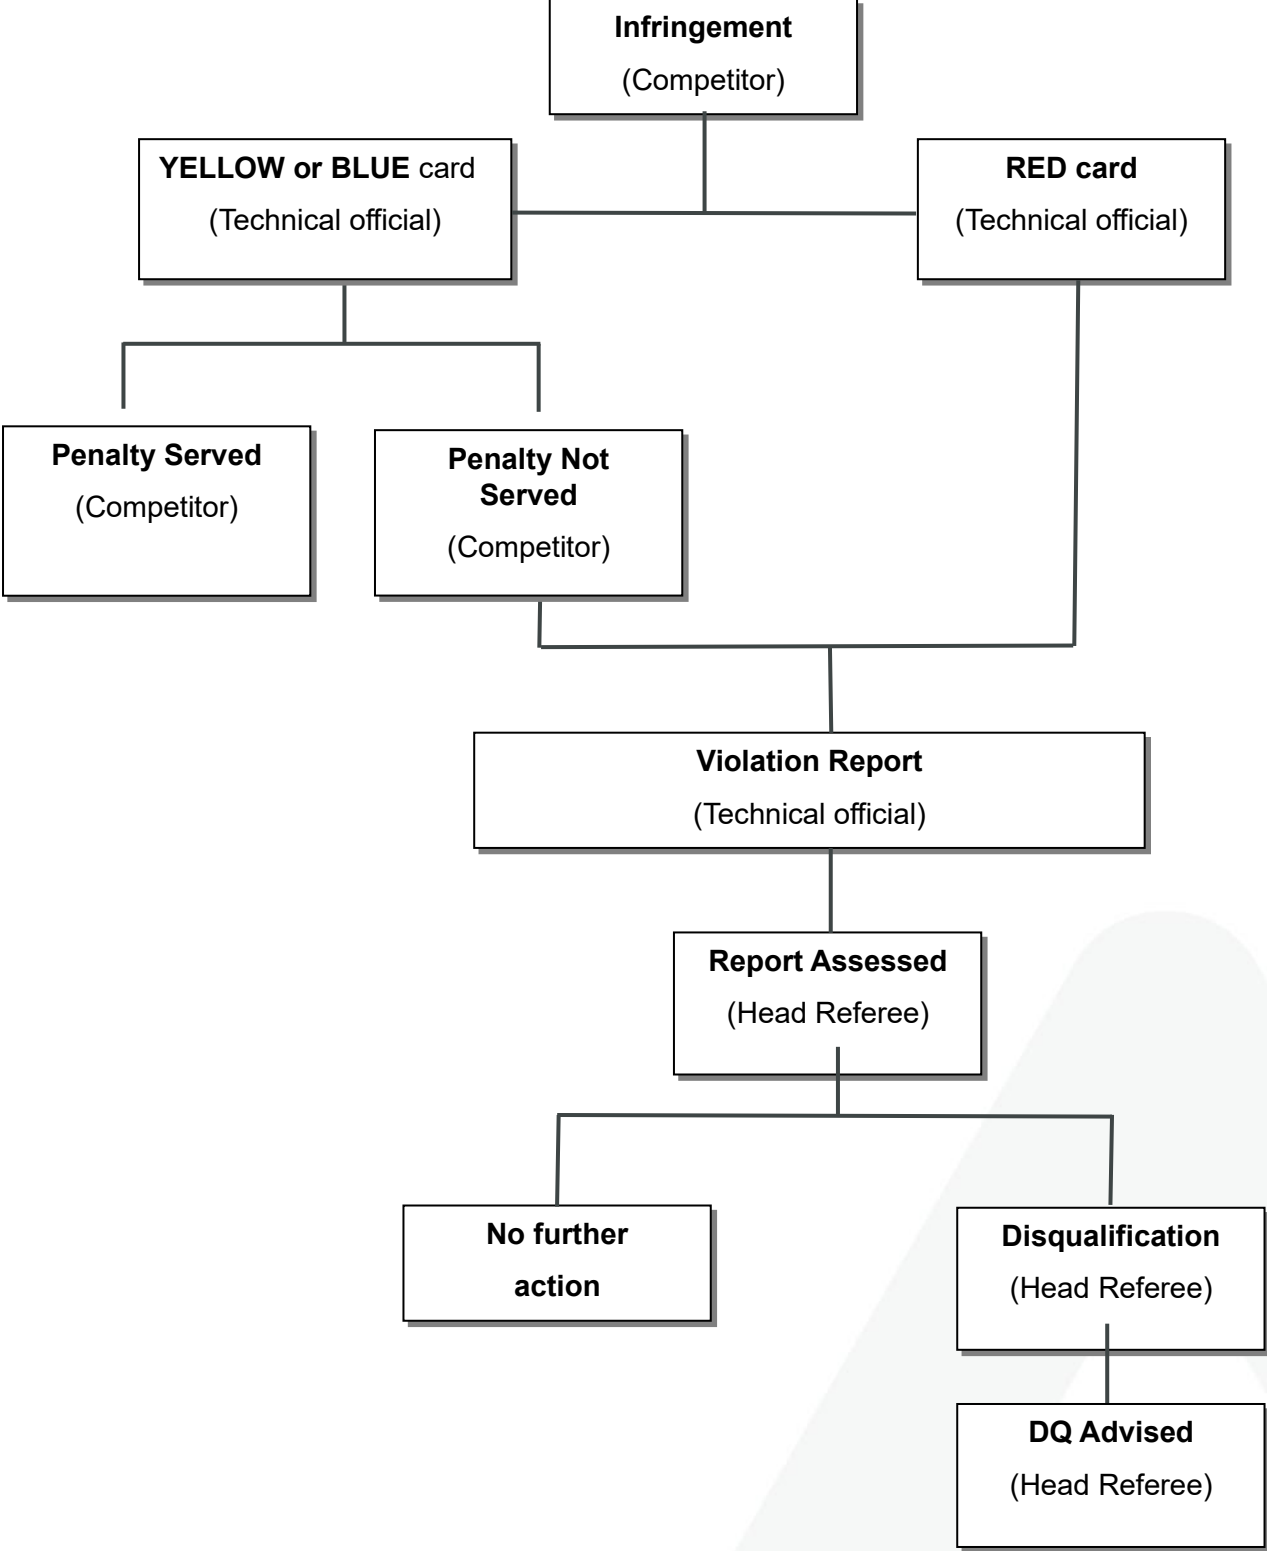 Infringement
(Competitor)
YELLOW or BLUE card
(Technical official)
RED card
(Technical official)
Penalty Served
(Competitor)
Penalty Not
Served
(Competitor)
Violation Report
(Technical official)
Report Assessed
(Head Referee)
No further
action
Disqualification
(Head Referee)
DQ Advised
(Head Referee)